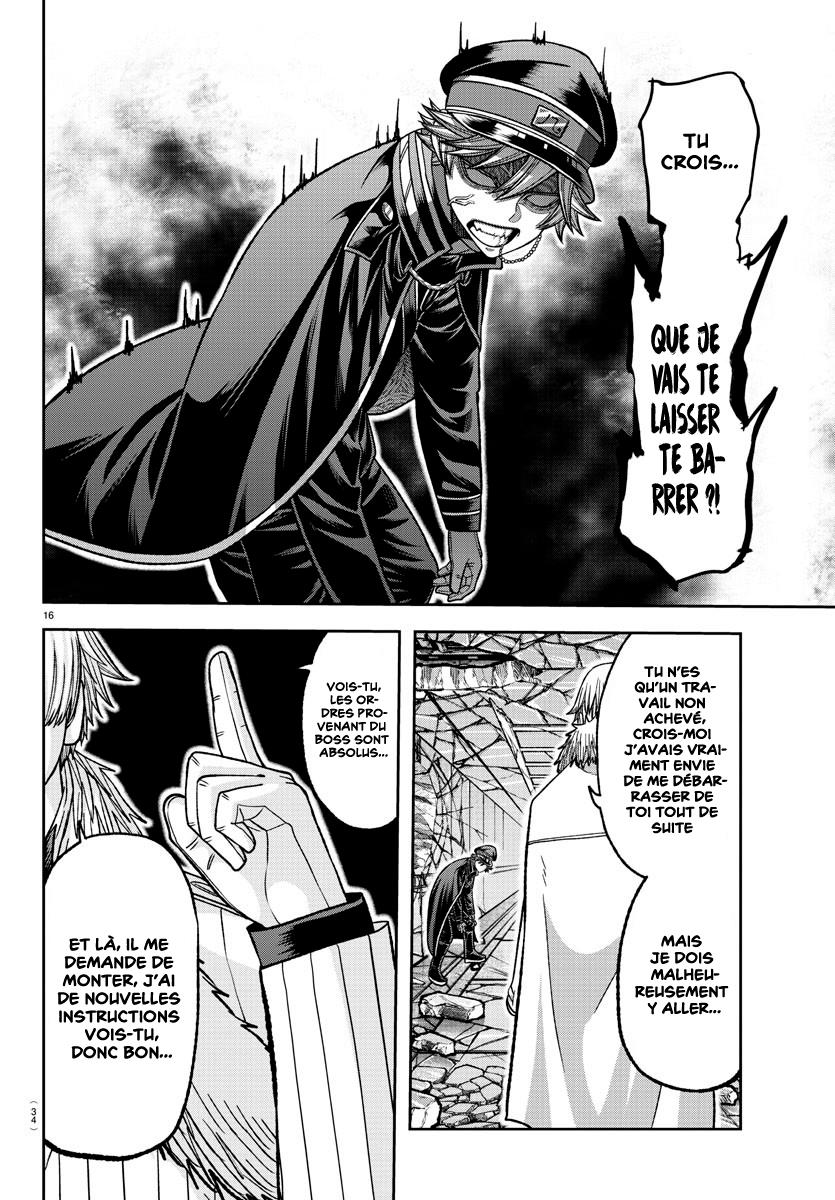 TU
CROIS...
QUE JE
VAIS TE
LAISSER
TE BA-
RRER ?!
16
TU N'ES
QU'UN TRA-
VAIL NON
ACHEVÉ,
CROIS-MOI
J'AVAIS VRAI-
MENT ENVIE
DE ME DÉBAR-
RASSER DE
TOI TOUT DE
SUITE
MAIS
JE DOIS
MALHEU-
REUSEMENT
Y ALLER...
VOIS-TU,
LES OR-
DRES PRO-
VENANT DU
BOSS SONT
ABSOLUS...
ET LÀ, IL ME
DEMANDE DE
MONTER, J'AI
DE NOUVELLES
INSTRUCTIONS
VOIS-TU,
DONC BON...
(34)